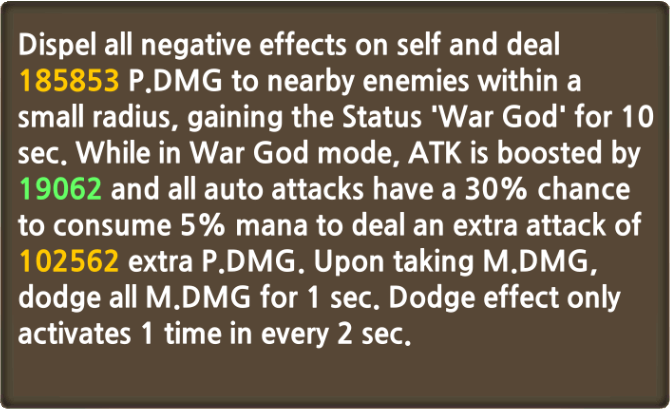 Dispel all negative effects on self and deal
185853 P.DMG to nearby enemies within a
small radius, gaining the Status 'War God' for 10
sec. While in War God mode, ATK is boosted by
19062 and all auto attacks have a 30% chance
to consume 5% mana to deal an extra attack of
102562 extra P.DMG. Upon taking M.DMG,
dodge all M.DMG for 1 sec. Dodge effect only
activates 1 time in every 2 sec.